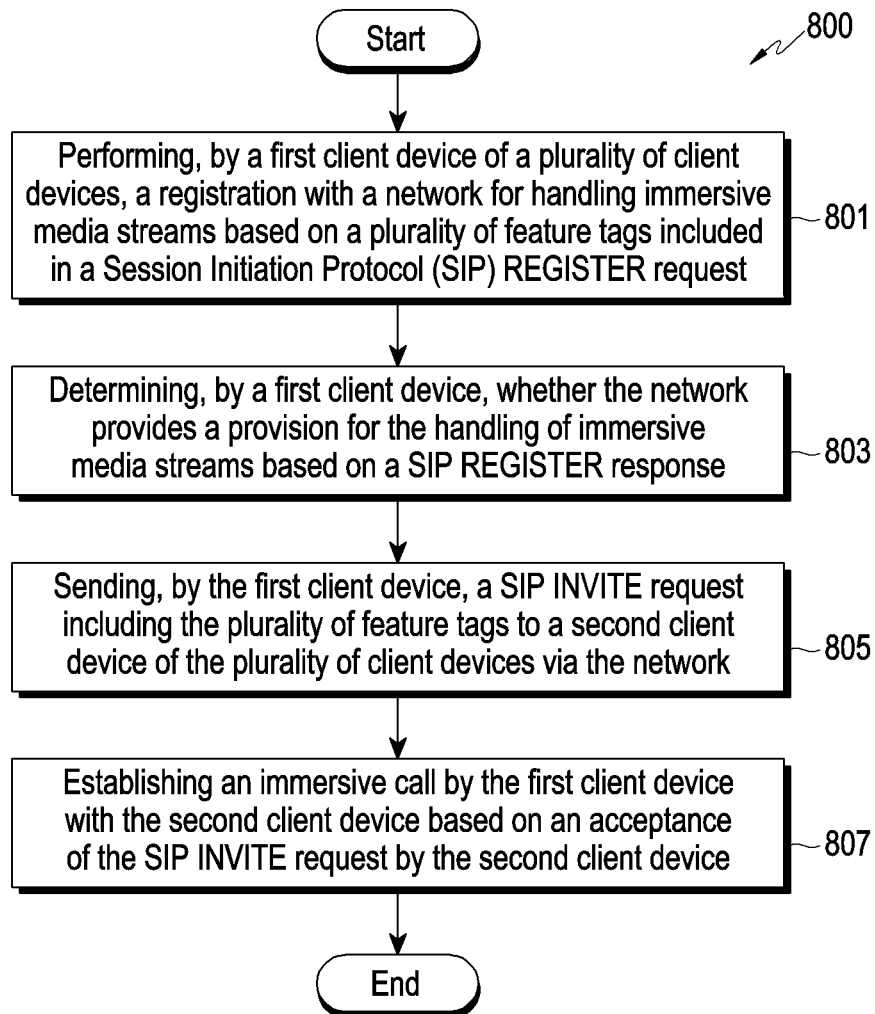 800
Start
Performing, by a first client device of a plurality of client
devices, a registration with a network for handling immersive
media streams based on a plurality of feature tags included
in a Session Initiation Protocol (SIP) REGISTER request
801
Determining, by a first client device, whether the network
provides a provision for the handling of immersive
media streams based on a SIP REGISTER response
803
Sending, by the first client device, a SIP INVITE request
including the plurality of feature tags to a second client
device of the plurality of client devices via the network
805
Establishing an immersive call by the first client device
with the second client device based on an acceptance
of the SIP INVITE request by the second client device
807
End